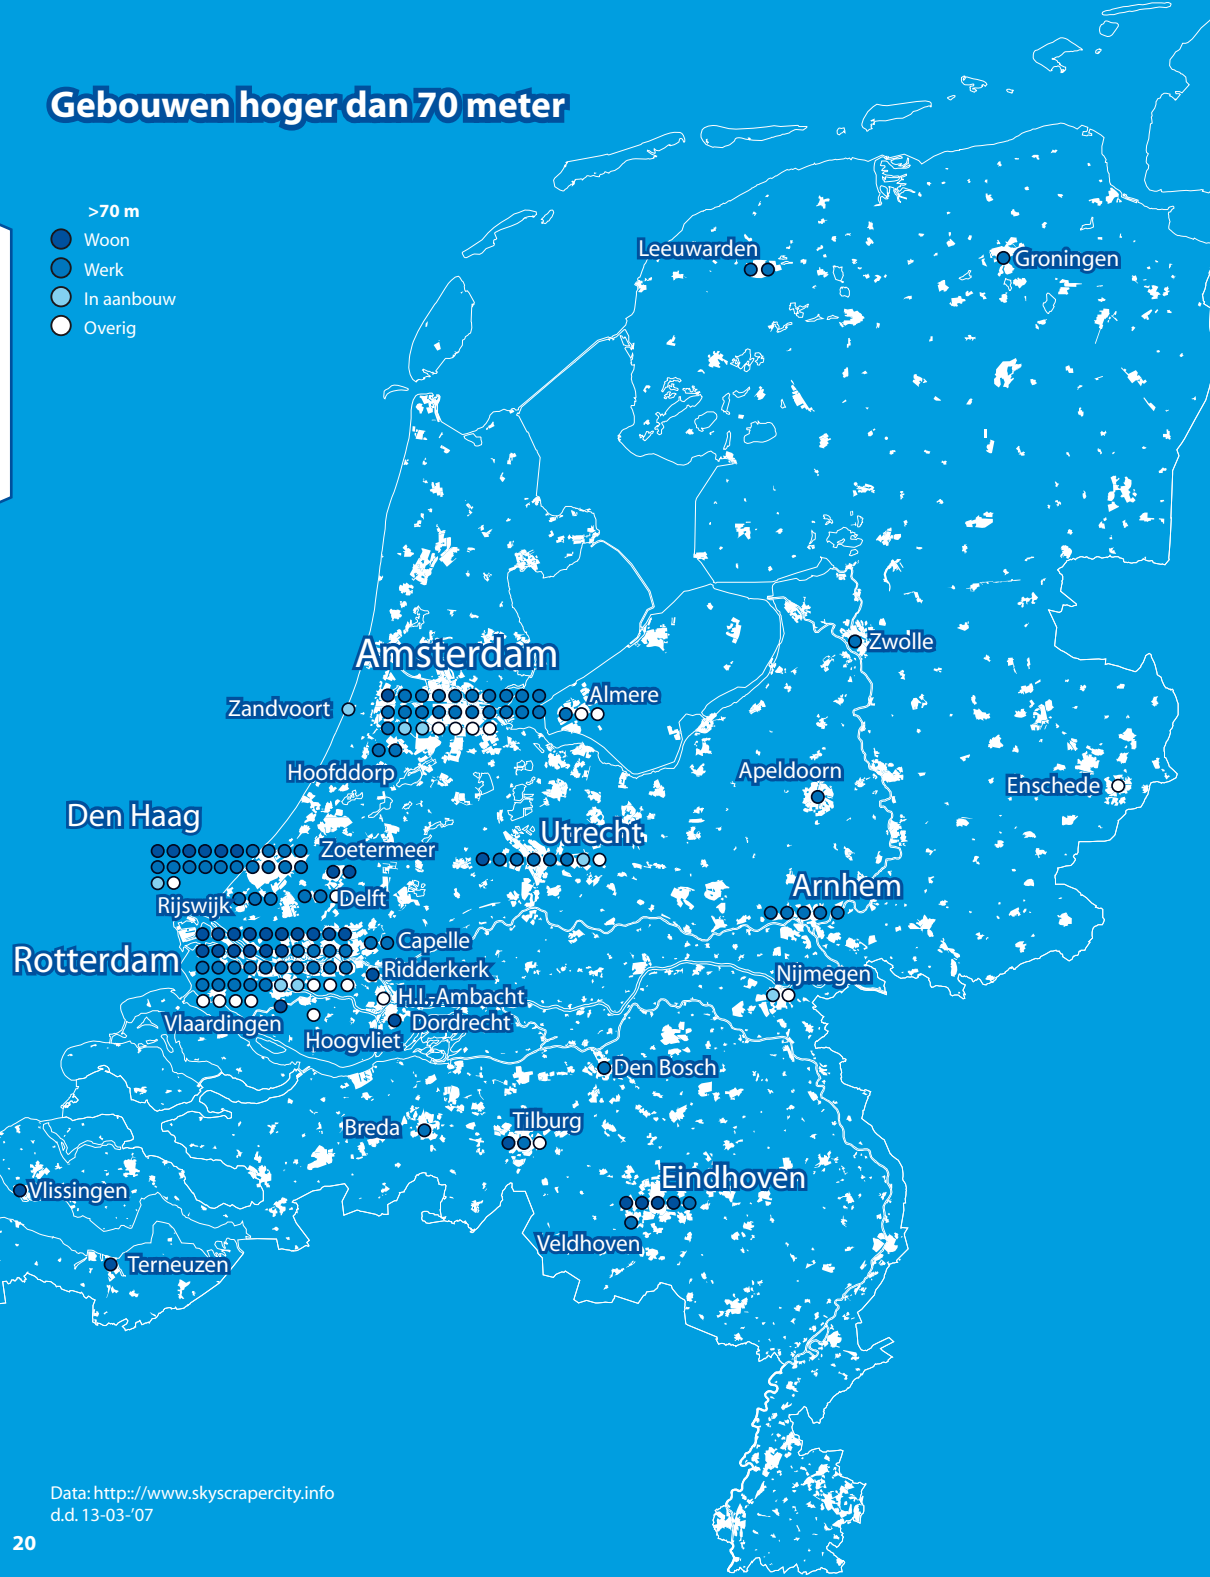 Gebouwen hoger dan 70 meter
>70 m
Woon
Werk
In aanbouw
Overig
Leeuwarden
Groningen
Zwolle
Amsterdam
Almere
Zandvoort
Hoofddorp
Apeldoorn
Enschede
Den Haag
Zoetermeer
Utrecht
Arnhem
Rijswijk
Delft
Rotterdam
Capelle
Ridderkerk
Nijmegen
H.I.-Ambacht
Vlaardingen
Dordrecht
Hoogvliet
Den Bosch
Breda
Tilburg
Eindhoven
Vlissingen
Veldhoven
Terneuzen
Data: http://www.skyscrapercity.info
d.d. 13-03-'07
20